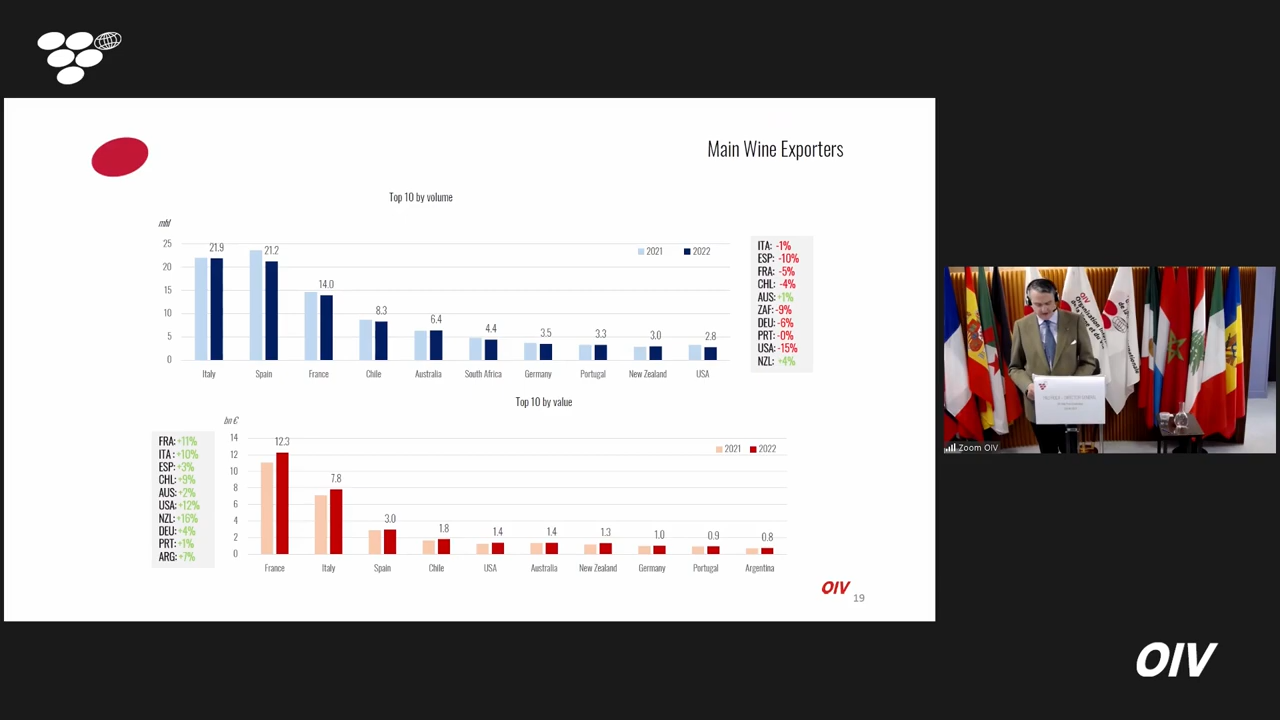 Main Wine Exporters
Top 10 by volume
mhl
25
20
15
10
5
0
21.9
21.2
14.0
8.3
6.4
4.4
3.5
3.3
3.0
2.8
2021
2022
Italy
Spain
France
Chile
Australia
South Africa
Germany
Portugal
New Zealand
USA
ITA: -1%
ESP: -10%
FRA: -5%
CHL: -4%
AUS: +1%
ZAF: -9%
DEU: -6%
PRT: -0%
USA: -15%
NZL: +4%
Top 10 by value
FRA: +11%
ITA : +10%
ESP: +3%
CHL: +9%
AUS: +2%
USA: +12%
NZL: +16%
DEU: +4%
PRT: +1%
ARG: +7%
bn €
14
12
10
8
6
4
2
0
12.3
7.8
3.0
1.8
1.4
1.4
1.3
1.0
0.9
0.8
2021
2022
France
Italy
Spain
Chile
USA
Australia
New Zealand
Germany
Portugal
Argentina
OIV
19
OIV
Zoom OIV
OIV